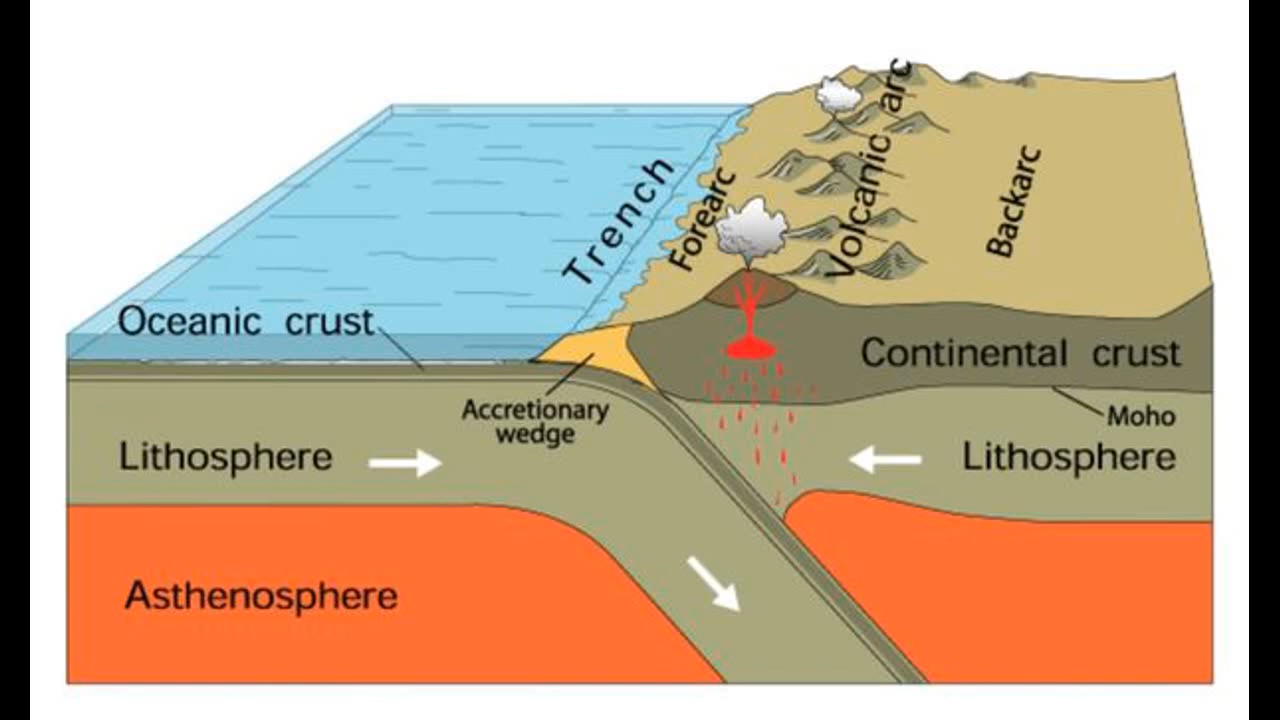 Volcanic arc
Trench
Forearc
Backarc
Oceanic crust
Continental crust
Accretionary
wedge
Moho
Lithosphere
Lithosphere
Asthenosphere